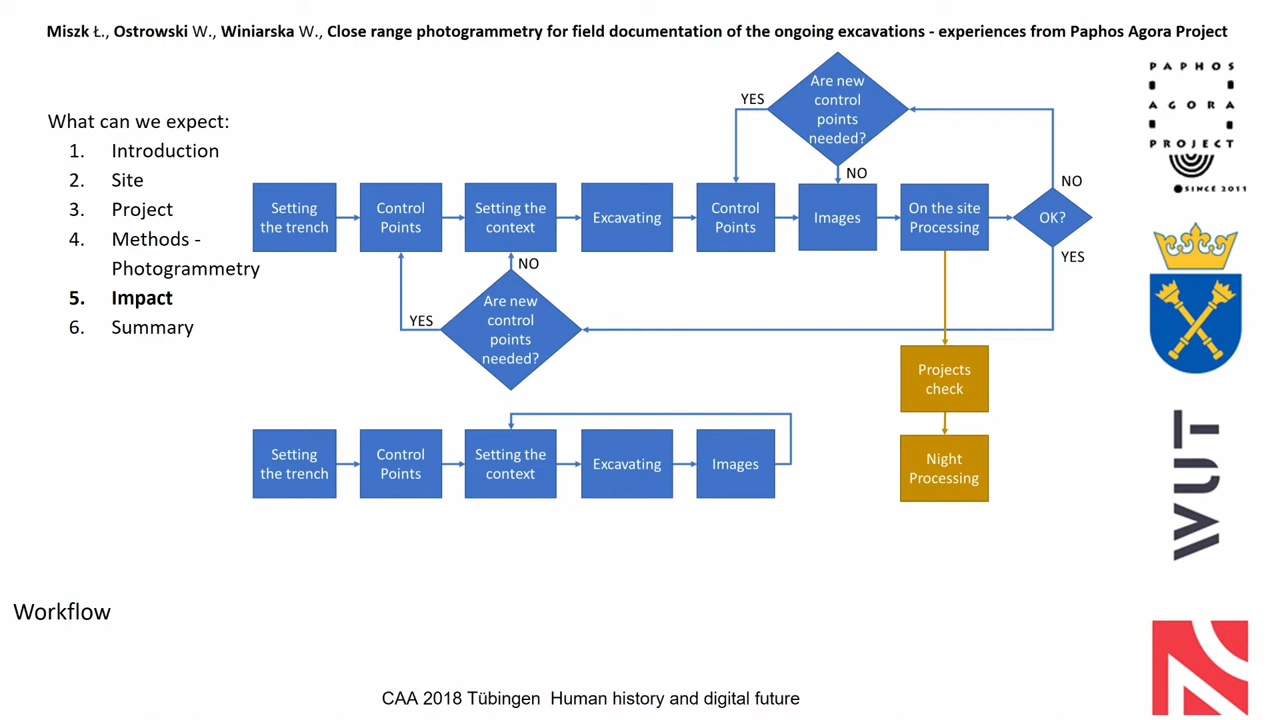 Miszk Ł., Ostrowski W., Winiarska W., Close range photogrammetry for field documentation of the ongoing excavations - experiences from Paphos Agora Project
What can we expect:
1. Introduction
2. Site
3. Project
4. Methods -
Photogrammetry
5. Impact
6. Summary
Are new
control
points
needed?
YES
NO
Setting
the trench
Control
Points
Setting the
context
Excavating
Control
Points
Images
On the site
Processing
OK?
NO
YES
Are new
control
points
needed?
NO
YES
Projects
check
Night
Processing
Setting
the trench
Control
Points
Setting the
context
Excavating
Images
Workflow
CAA 2018 Tübingen Human history and digital future
PAPHOS
AGORA
PROJECT
SINCE 2011
WUT